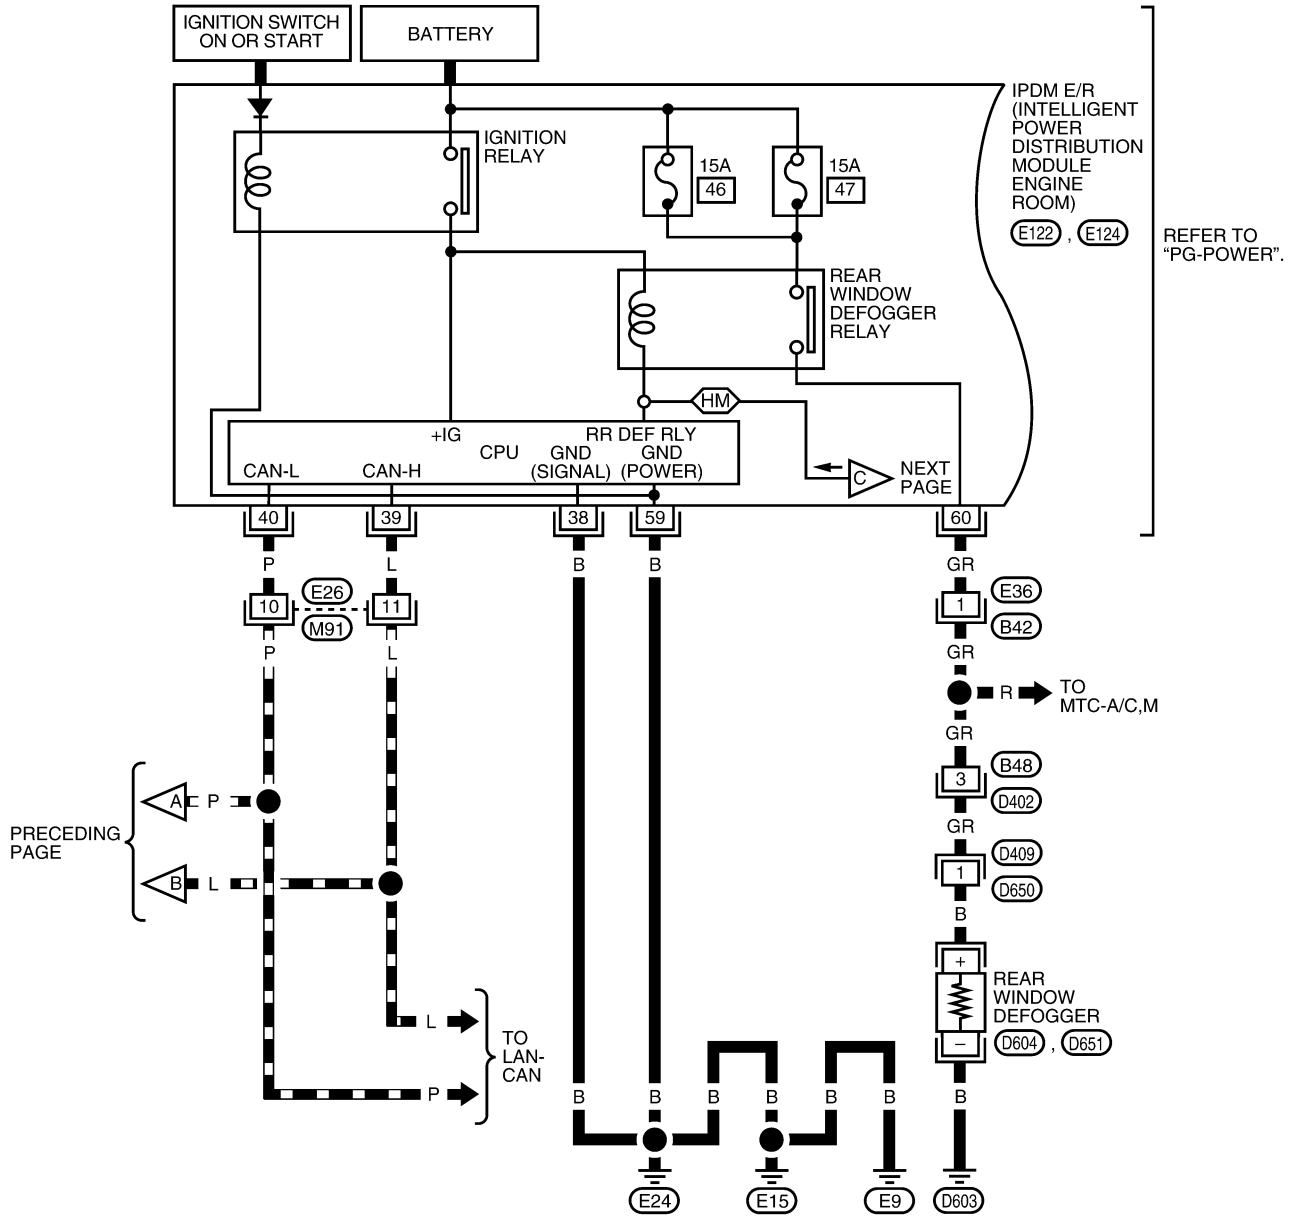 IGNITION SWITCH
ON OR START
BATTERY
IPDM E/R
(INTELLIGENT
POWER
DISTRIBUTION
MODULE
ENGINE
ROOM)
E122 , E124
REFER TO
“PG-POWER”.
IGNITION
RELAY
15A
46
15A
47
REAR
WINDOW
DEFOGGER
RELAY
HM
+IG
RR DEF RLY
CPU
GND
(SIGNAL)
GND
(POWER)
CAN-L
CAN-H
C
NEXT
PAGE
40
39
38
59
60
P
L
B
B
GR
10
E26
M91
11
1
E36
B42
P
L
GR
R
TO
MTC-A/C,M
GR
3
B48
D402
A
P
PRECEDING
PAGE
B
L
GR
1
D409
D650
B
+
REAR
WINDOW
DEFOGGER
–
D604 , D651
L
TO
LAN-
CAN
P
B
B
B
B
B
B
B
E24
E15
E9
D603